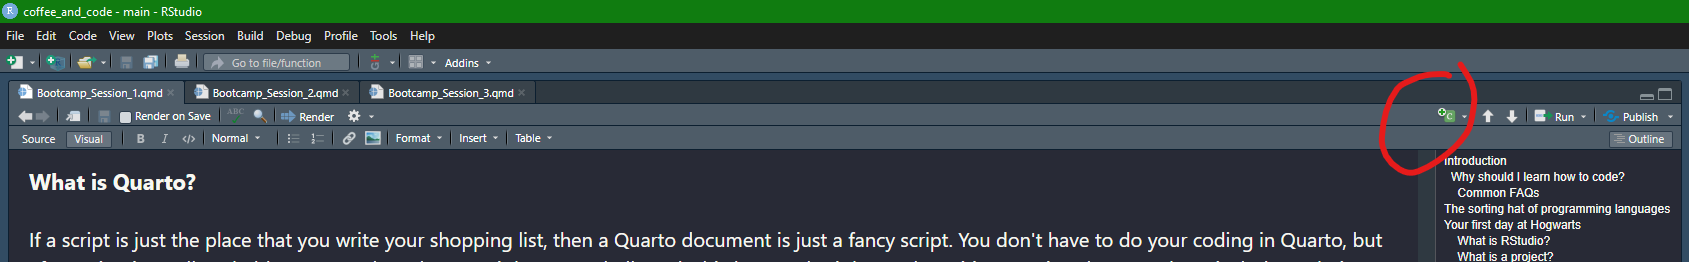 coffee_and_code - main - RStudio
File Edit Code View Plots Session Build Debug Profile Tools Help
Go to file/function Addins
Bootcamp_Session_1.qmd Bootcamp_Session_2.qmd Bootcamp_Session_3.qmd
Render on Save ABC Render Run Publish
Source Visual B I </> Normal Format Insert Table Outline
What is Quarto?
If a script is just the place that you write your shopping list, then a Quarto document is just a fancy script. You don't have to do your coding in Quarto, but
Introduction
Why should I learn how to code?
Common FAQs
The sorting hat of programming languages
Your first day at Hogwarts
What is RStudio?
What is a project?